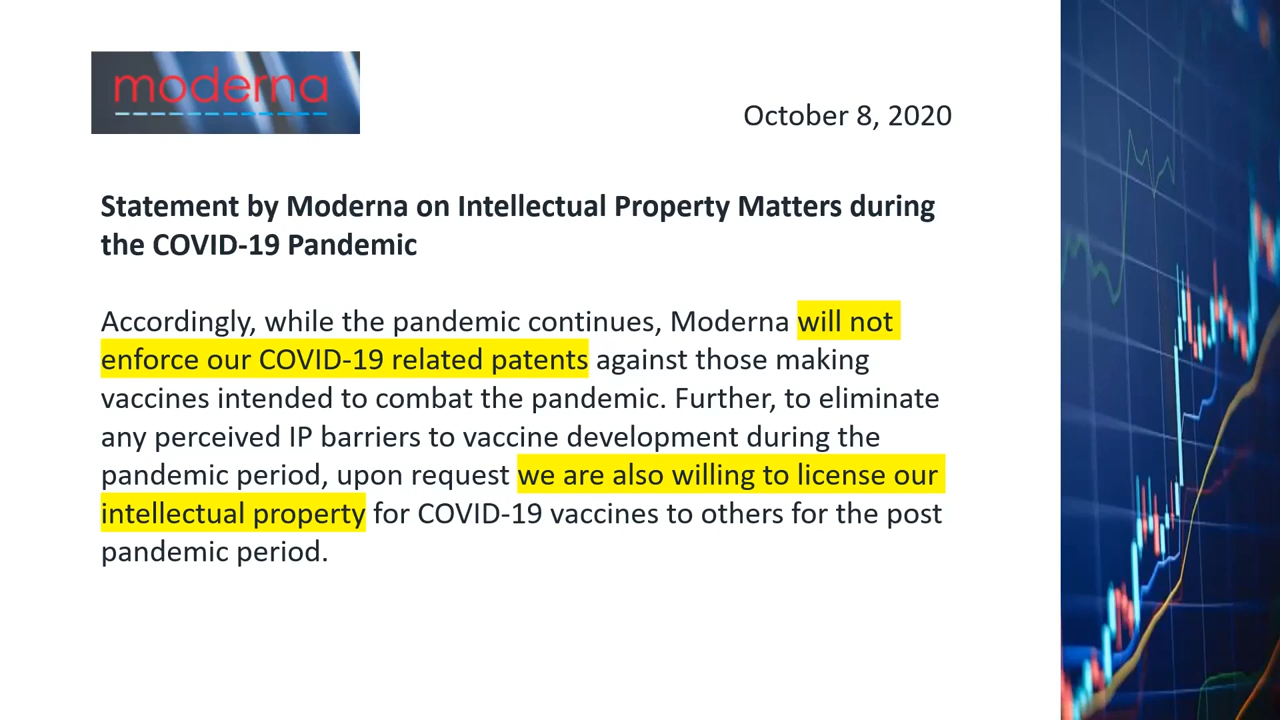 moderna
October 8, 2020
Statement by Moderna on Intellectual Property Matters during
the COVID-19 Pandemic
Accordingly, while the pandemic continues, Moderna will not
enforce our COVID-19 related patents against those making
vaccines intended to combat the pandemic. Further, to eliminate
any perceived IP barriers to vaccine development during the
pandemic period, upon request we are also willing to license our
intellectual property for COVID-19 vaccines to others for the post
pandemic period.